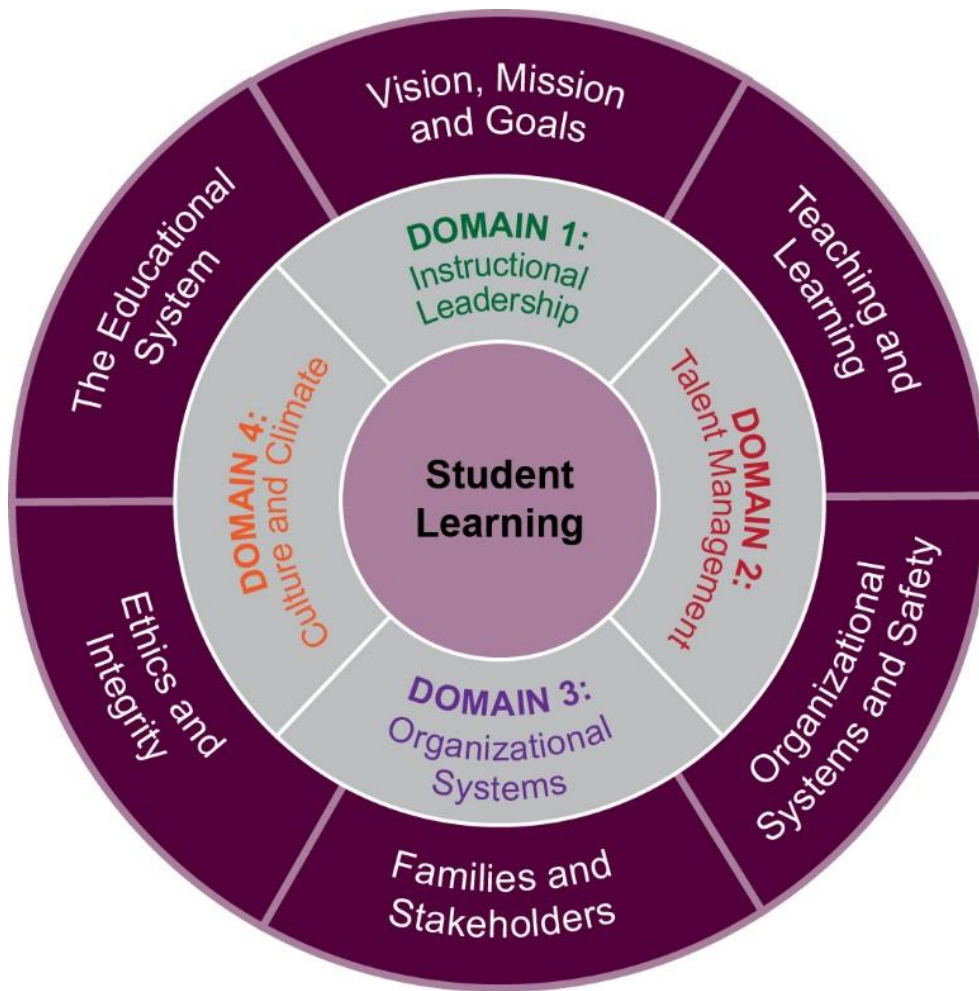 Vision, Mission
and Goals
Teaching and
Learning
Organizational
Systems and Safety
Families and
Stakeholders
Ethics and
Integrity
The Educational
System
DOMAIN 1:
Instructional
Leadership
DOMAIN 2:
Talent Management
DOMAIN 3:
Organizational
Systems
DOMAIN 4:
Culture and Climate
Student
Learning